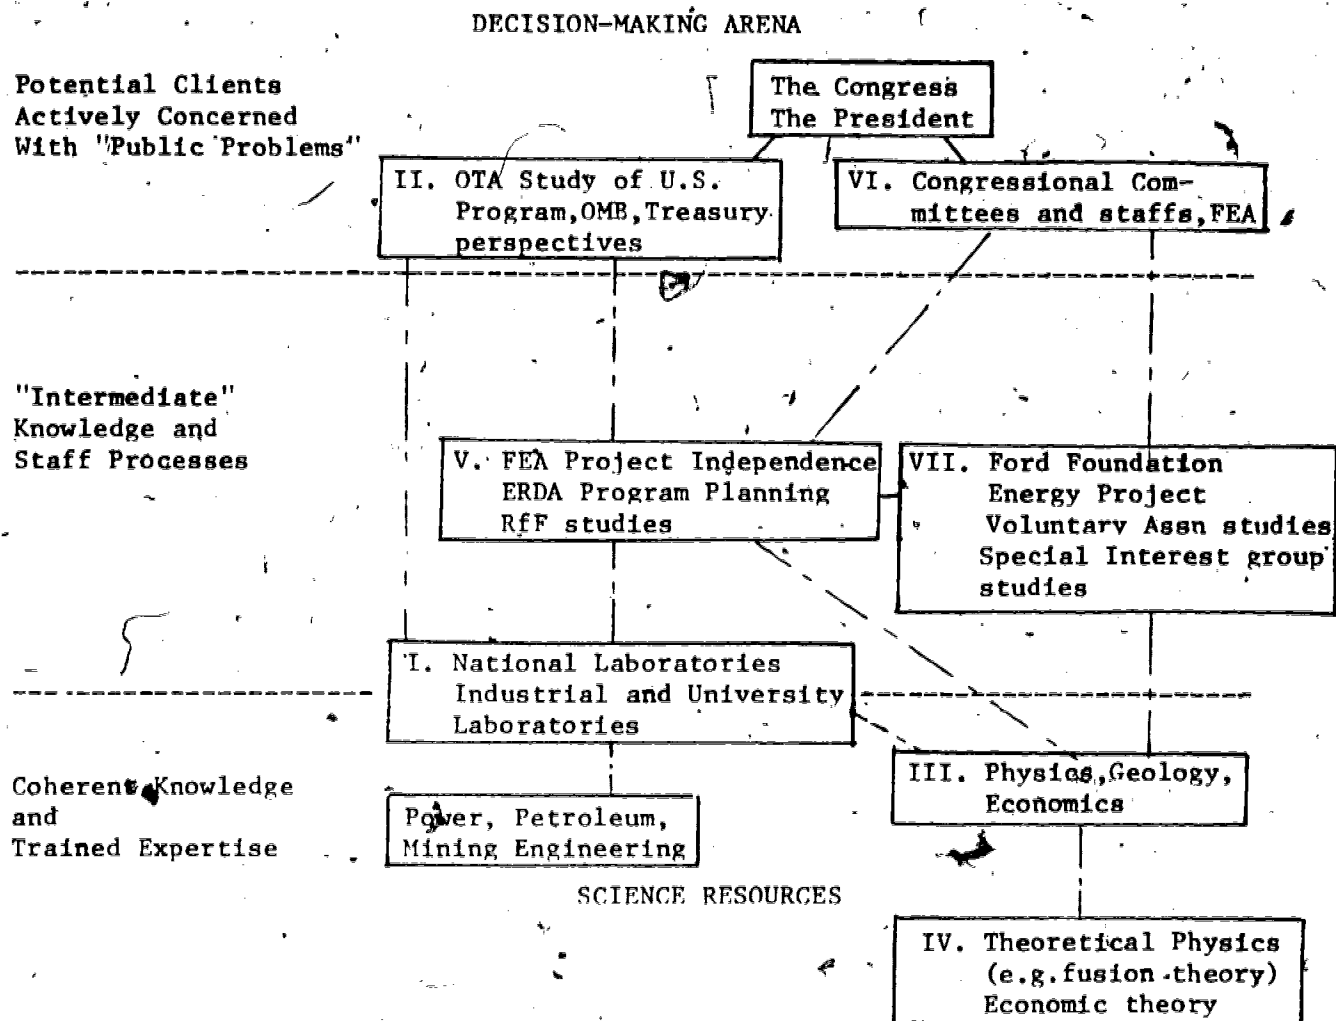 DECISION-MAKING ARENA
Potential Clients
Actively Concerned
With "Public Problems"
The Congress
The President
II. OTA Study of U.S.
Program,OMB,Treasury
perspectives
VI. Congressional Com-
mittees and staffs,FEA
"Intermediate"
Knowledge and
Staff Processes
V. FEA Project Independence
ERDA Program Planning
RfF studies
VII. Ford Foundation
Energy Project
Voluntary Assn studies
Special Interest group
studies
I. National Laboratories
Industrial and University
Laboratories
Coherent Knowledge
and
Trained Expertise
Power, Petroleum,
Mining Engineering
III. Physics,Geology,
Economics
SCIENCE RESOURCES
IV. Theoretical Physics
(e.g.fusion theory)
Economic theory